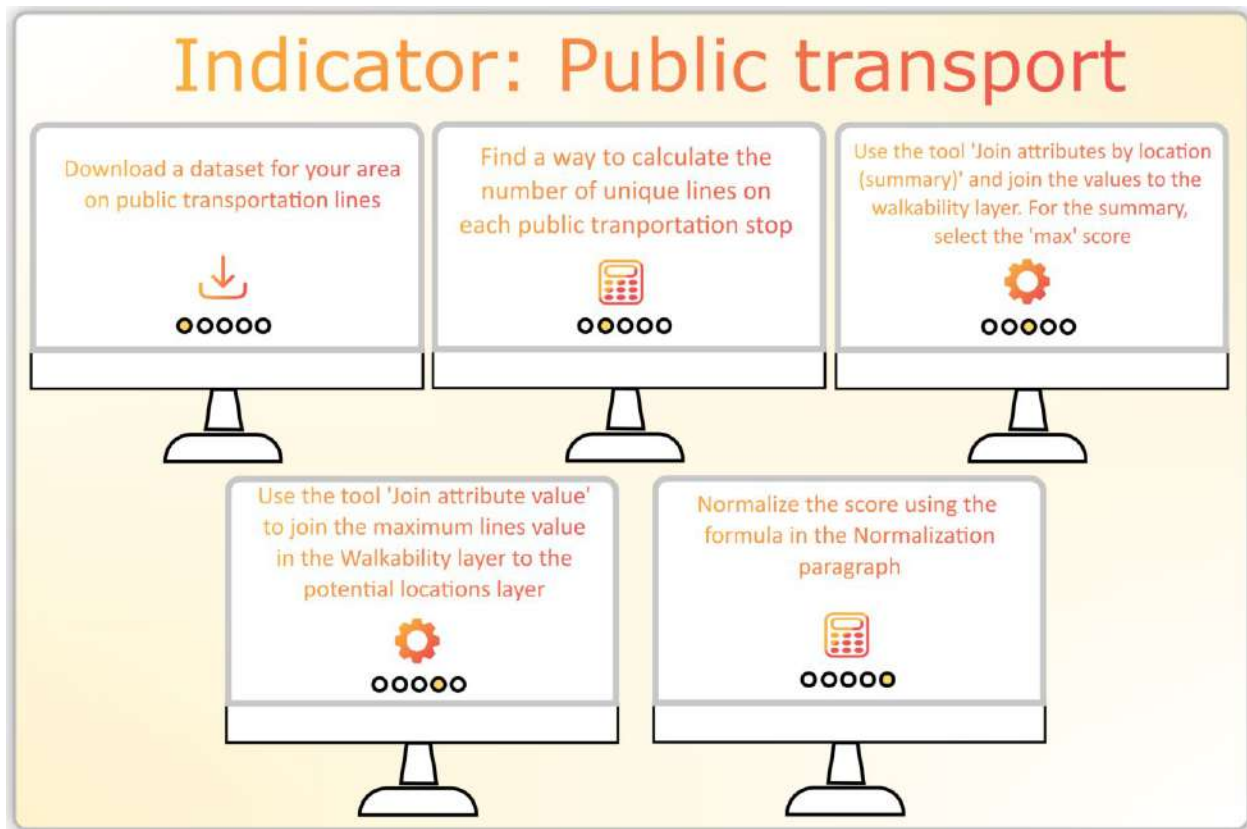 Indicator: Public transport
Download a dataset for your area
on public transportation lines
Find a way to calculate the
number of unique lines on
each public tranportation stop
Use the tool 'Join attributes by location
(summary)' and join the values to the
walkability layer. For the summary,
select the 'max' score
Use the tool 'Join attribute value'
to join the maximum lines value
in the Walkability layer to the
potential locations layer
Normalize the score using the
formula in the Normalization
paragraph